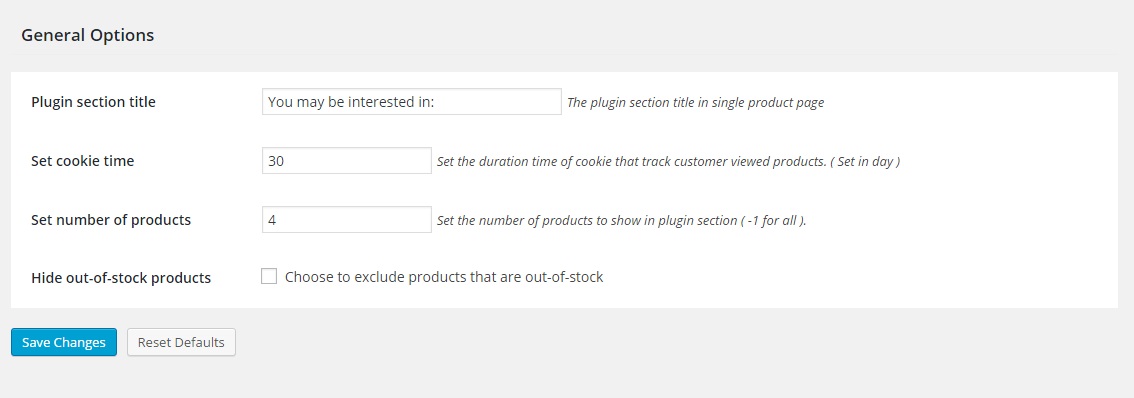 General Options
Plugin section title You may be interested in: The plugin section title in single product page
Set cookie time 30 Set the duration time of cookie that track customer viewed products. ( Set in day )
Set number of products 4 Set the number of products to show in plugin section ( -1 for all ).
Hide out-of-stock products Choose to exclude products that are out-of-stock
Save Changes Reset Defaults